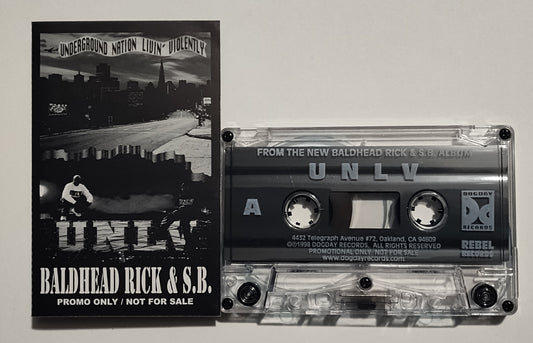 UNDERGROUND NATION LIVIN' VIOLENTLY
UNLV
BALDHEAD RICK & S.B.
PROMO ONLY / NOT FOR SALE
FROM THE NEW BALDHEAD RICK & S.B. ALBUM
UNLV
A
DOGDAY
RECORDS
4432 Telegraph Avenue #72, Oakland, CA 94609
©℗1998 DOGDAY RECORDS, ALL RIGHTS RESERVED
PROMOTIONAL ONLY/NOT FOR SALE
www.dogdayrecords.com
REBEL
RECORDS